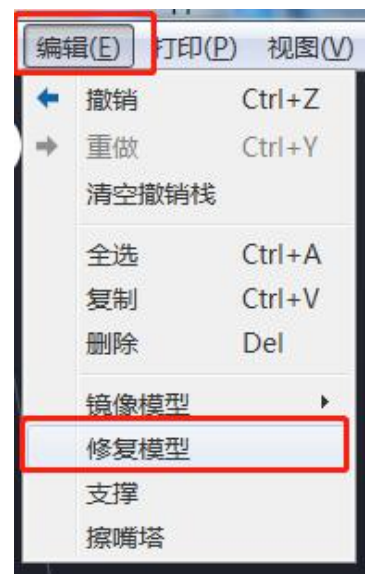 编辑(E) 打印(P) 视图(V)
撤销 Ctrl+Z
重做 Ctrl+Y
清空撤销栈
全选 Ctrl+A
复制 Ctrl+V
删除 Del
镜像模型
修复模型
支撑
擦嘴塔